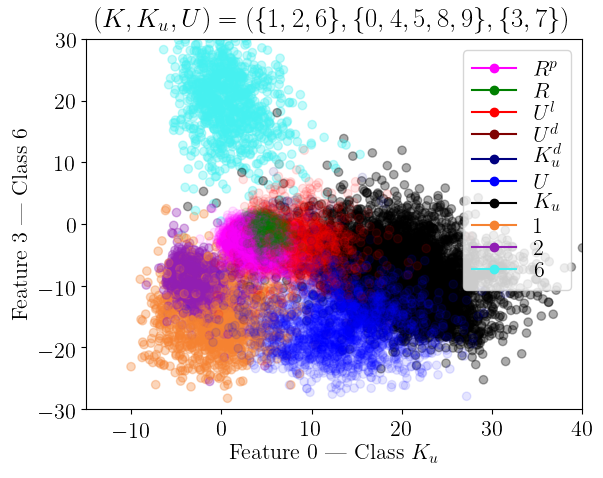 (K, K_u, U) = ({1, 2, 6}, {0, 4, 5, 8, 9}, {3, 7})
30
20
10
0
−10
−20
−30
Feature 3 — Class 6
R^p
R
U^l
U^d
K_u^d
U
K_u
1
2
6
−10
0
10
20
30
40
Feature 0 — Class K_u